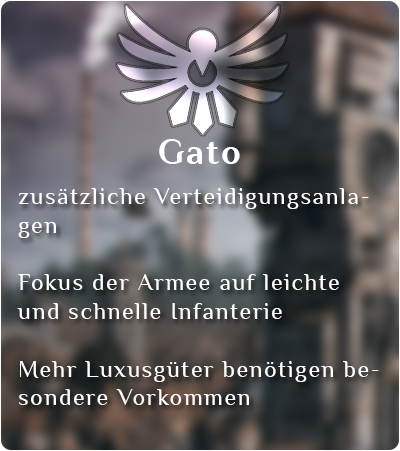 Gato
zusätzliche Verteidigungsanla-
gen
Fokus der Armee auf leichte
und schnelle Infanterie
Mehr Luxusgüter benötigen be-
sondere Vorkommen